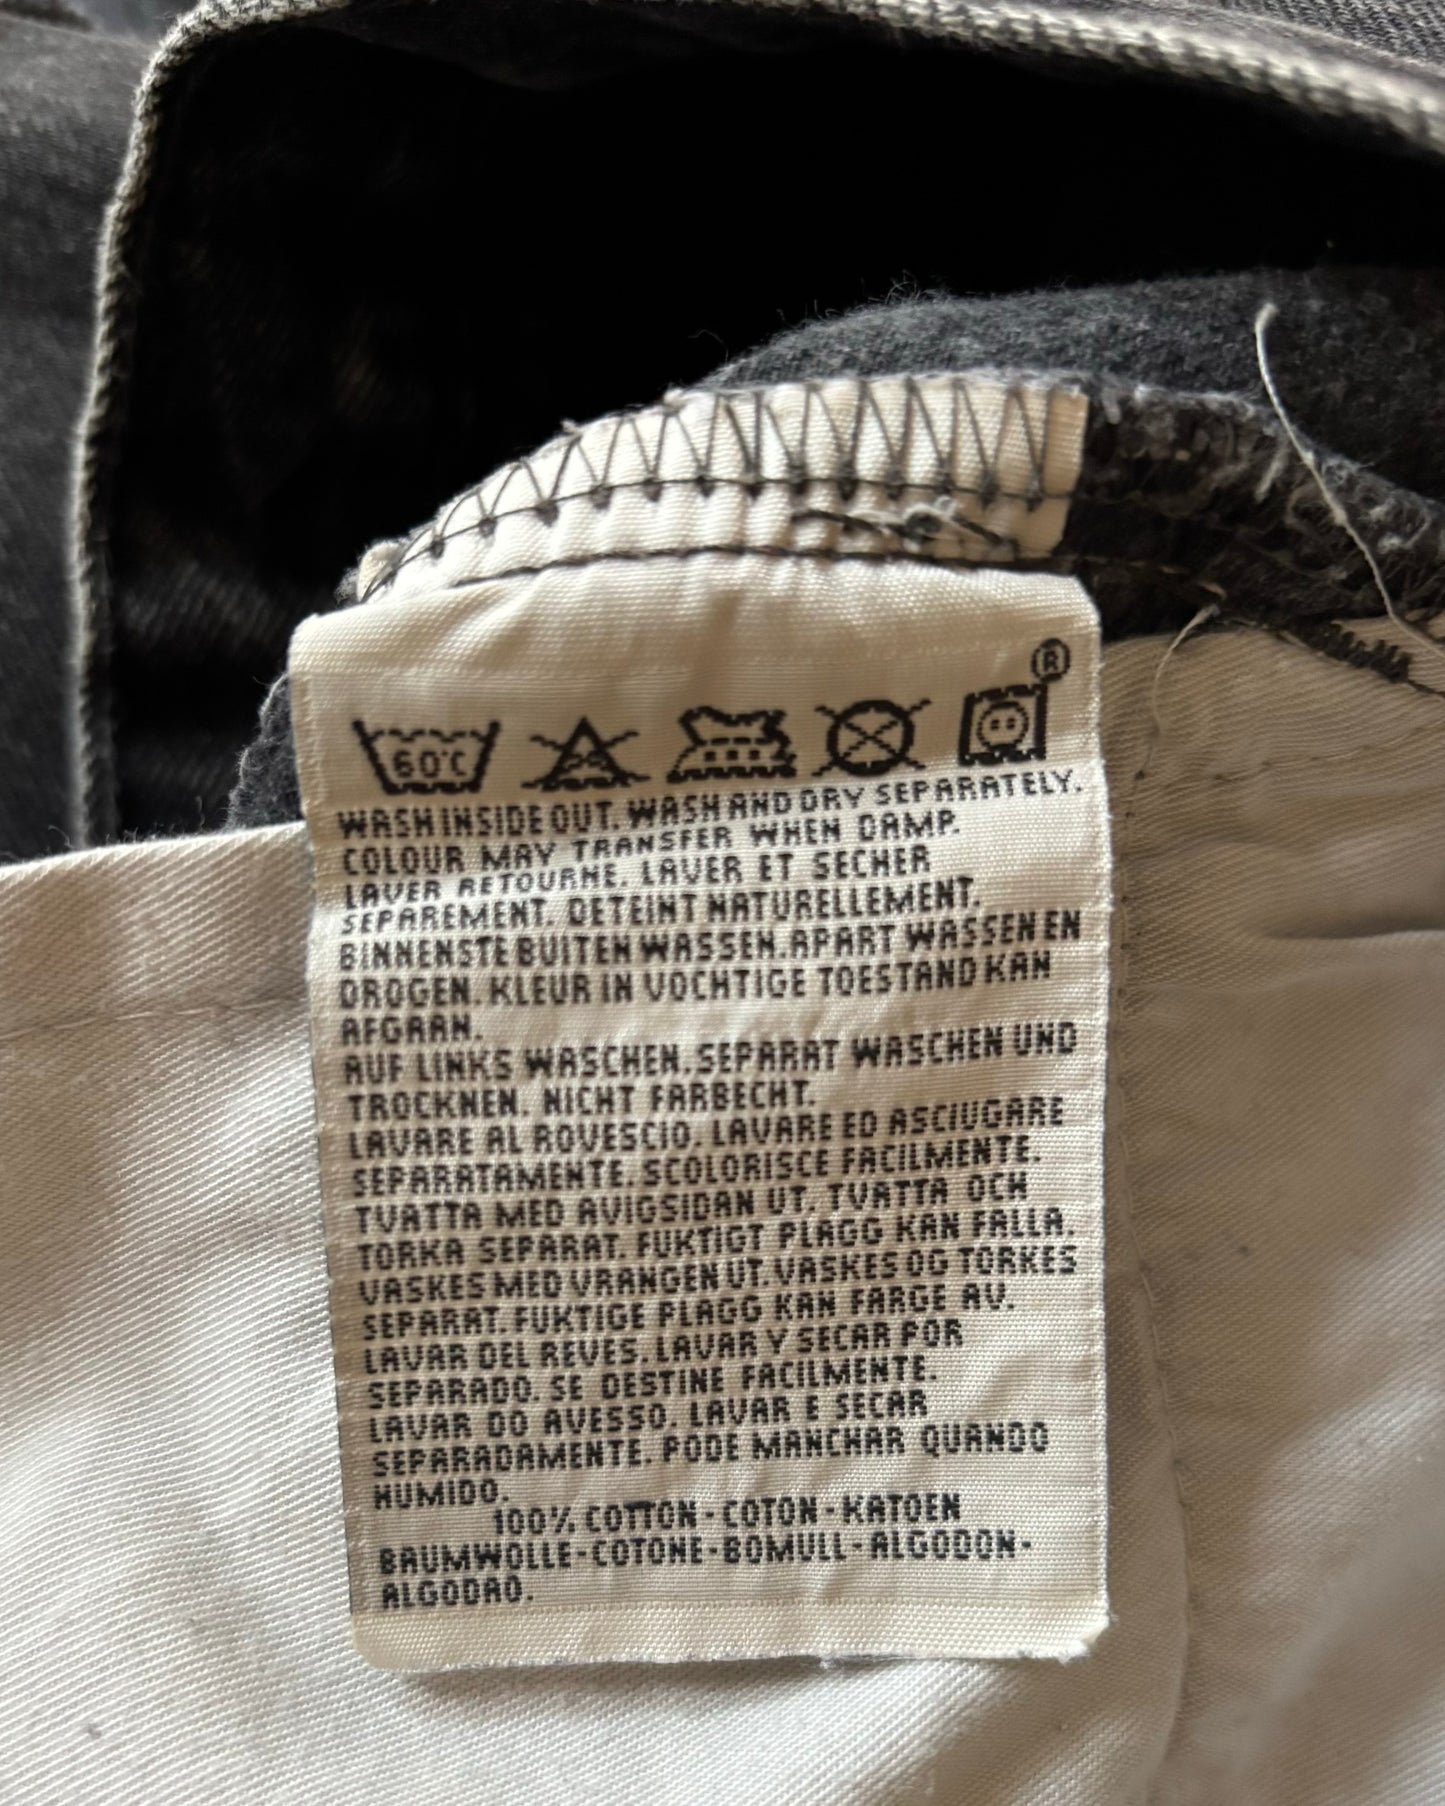 ®
60°C
WASH INSIDE OUT. WASH AND DRY SEPARATELY.
COLOUR MAY TRANSFER WHEN DAMP.
LAVER RETOURNE. LAVER ET SECHER
SEPAREMENT. DETEINT NATURELLEMENT.
BINNENSTE BUITEN WASSEN. APART WASSEN EN
DROGEN. KLEUR IN VOCHTIGE TOESTAND KAN
AFGAAN.
AUF LINKS WASCHEN. SEPARAT WASCHEN UND
TROCKNEN. NICHT FARBECHT.
LAVARE AL ROVESCIO. LAVARE ED ASCIUGARE
SEPARATAMENTE. SCOLORISCE FACILMENTE.
TVATTA MED AVIGSIDAN UT. TVATTA OCH
TORKA SEPARAT. FUKTIGT PLAGG KAN FALLA.
VASKES MED VRANGEN UT. VASKES OG TORKES
SEPARAT. FUKTIGE PLAGG KAN FARGE AV.
LAVAR DEL REVES. LAVAR Y SECAR POR
SEPARADO. SE DESTINE FACILMENTE.
LAVAR DO AVESSO. LAVAR E SECAR
SEPARADAMENTE. PODE MANCHAR QUANDO
HUMIDO.
100% COTTON - COTON - KATOEN
BAUMWOLLE - COTONE - BOMULL - ALGODON -
ALGODAO.